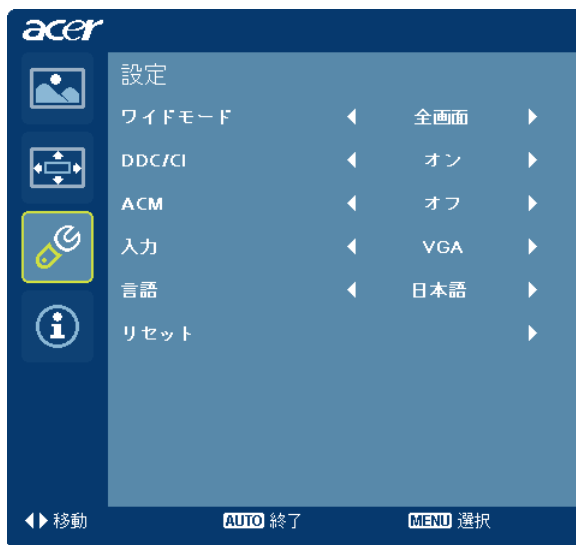 acer
設定
ワイドモード 全画面
DDC/CI オン
ACM オフ
入力 VGA
言語 日本語
リセット
移動 AUTO 終了 MENU 選択